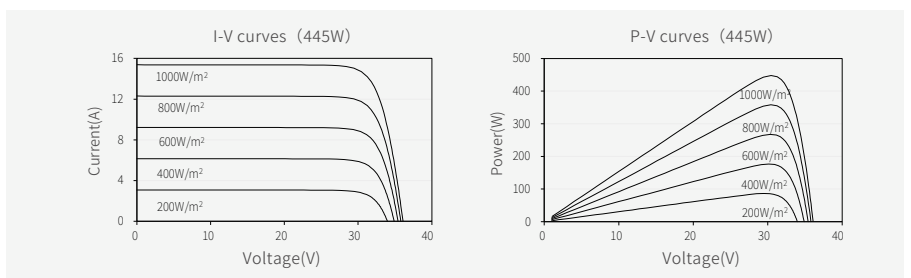 I-V curves（445W）
16
12
8
4
0
Current(A)
1000W/m²
800W/m²
600W/m²
400W/m²
200W/m²
0
10
20
30
40
Voltage(V)
P-V curves（445W）
500
400
300
200
100
0
Power(W)
1000W/m²
800W/m²
600W/m²
400W/m²
200W/m²
0
10
20
30
40
Voltage(V)